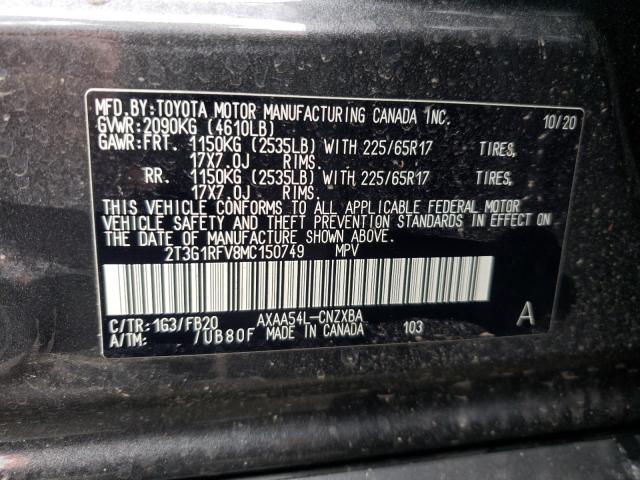 MFD.BY:TOYOTA MOTOR MANUFACTURING CANADA INC. 10/20
GVWR:2090KG (4610LB)
GAWR:FRT. 1150KG (2535LB) WITH 225/65R17 TIRES,
17X7.0J RIMS.
RR. 1150KG (2535LB) WITH 225/65R17 TIRES,
17X7.0J RIMS.
THIS VEHICLE CONFORMS TO ALL APPLICABLE FEDERAL MOTOR
VEHICLE SAFETY AND THEFT PREVENTION STANDARDS IN EFFECT ON
THE DATE OF MANUFACTURE SHOWN ABOVE.
2T3G1RFV8MC150749 MPV
C/TR:1G3/FB20 AXAA54L-CNZXBA A
A/TM: /UB80F MADE IN CANADA 103